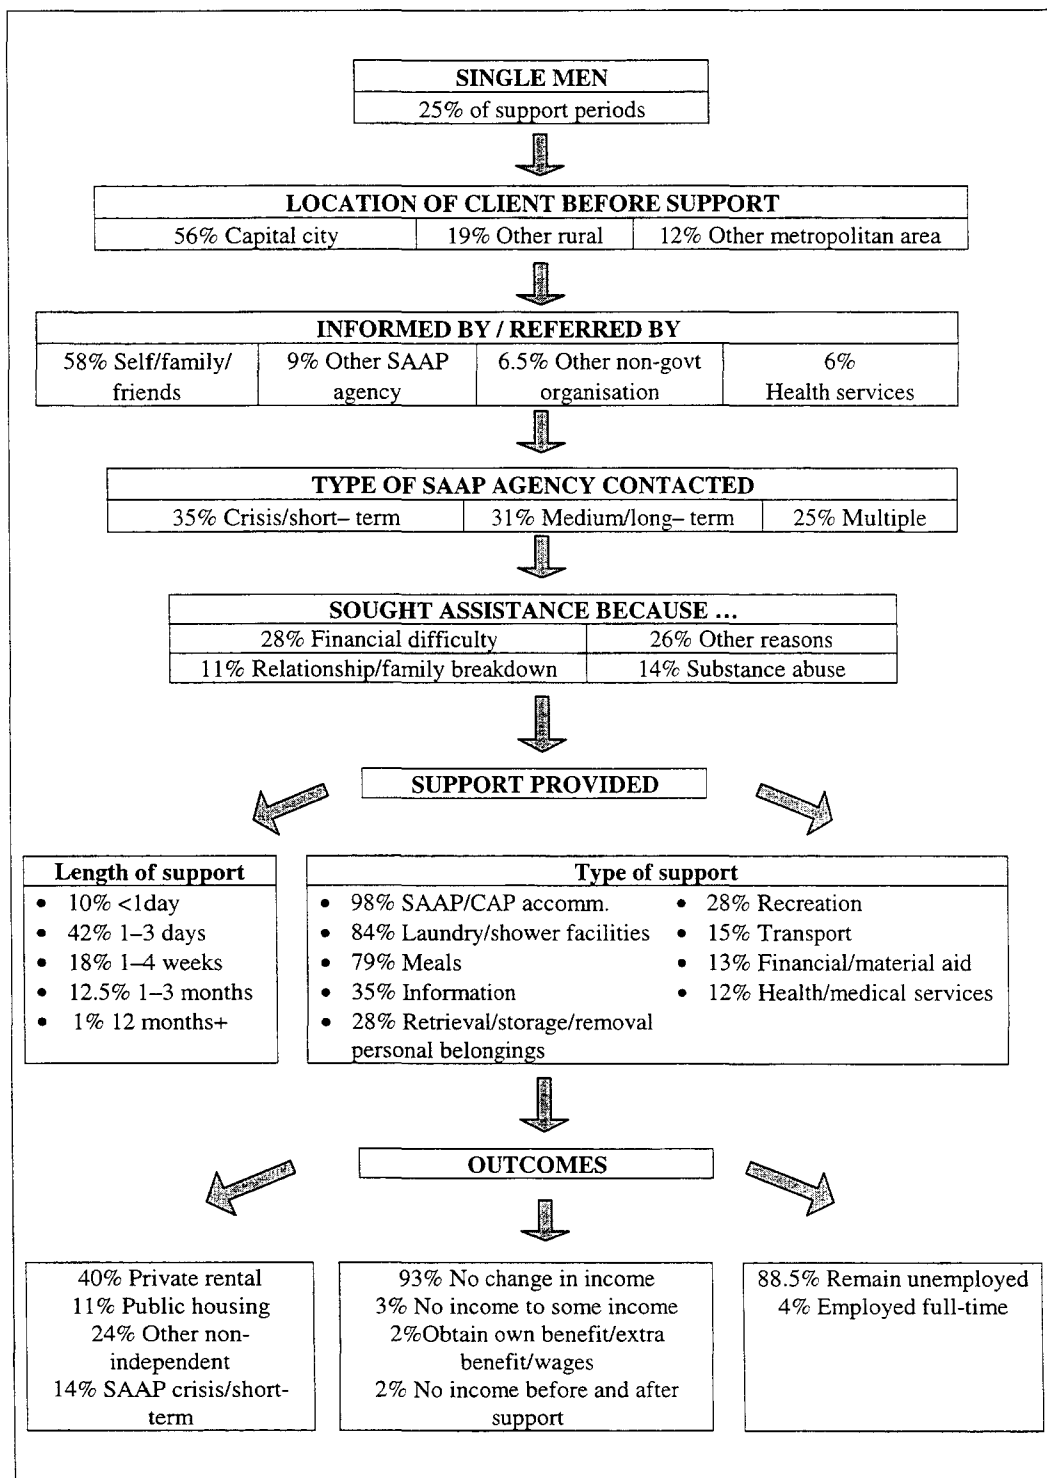 SINGLE MEN
25% of support periods
LOCATION OF CLIENT BEFORE SUPPORT
56% Capital city
19% Other rural
12% Other metropolitan area
INFORMED BY / REFERRED BY
58% Self/family/
friends
9% Other SAAP
agency
6.5% Other non-govt
organisation
6%
Health services
TYPE OF SAAP AGENCY CONTACTED
35% Crisis/short– term
31% Medium/long– term
25% Multiple
SOUGHT ASSISTANCE BECAUSE ...
28% Financial difficulty
26% Other reasons
11% Relationship/family breakdown
14% Substance abuse
SUPPORT PROVIDED
Length of support
• 10% <1day
• 42% 1–3 days
• 18% 1–4 weeks
• 12.5% 1–3 months
• 1% 12 months+
Type of support
• 98% SAAP/CAP accomm.
• 84% Laundry/shower facilities
• 79% Meals
• 35% Information
• 28% Retrieval/storage/removal
personal belongings
• 28% Recreation
• 15% Transport
• 13% Financial/material aid
• 12% Health/medical services
OUTCOMES
40% Private rental
11% Public housing
24% Other non-
independent
14% SAAP crisis/short-
term
93% No change in income
3% No income to some income
2%Obtain own benefit/extra
benefit/wages
2% No income before and after
support
88.5% Remain unemployed
4% Employed full-time